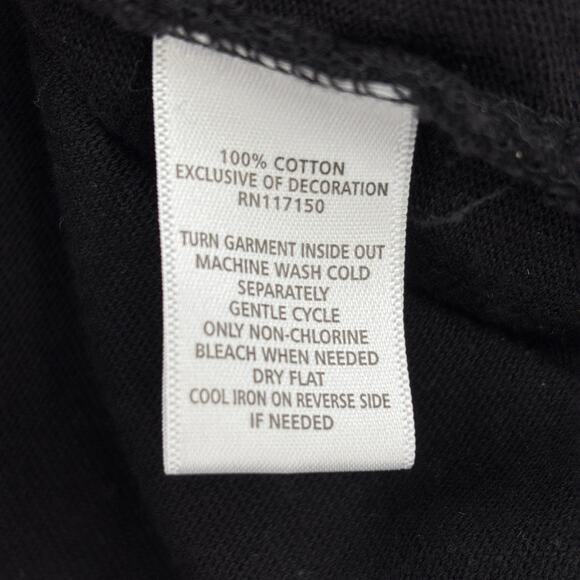 100% COTTON
EXCLUSIVE OF DECORATION
RN117150
TURN GARMENT INSIDE OUT
MACHINE WASH COLD
SEPARATELY
GENTLE CYCLE
ONLY NON-CHLORINE
BLEACH WHEN NEEDED
DRY FLAT
COOL IRON ON REVERSE SIDE
IF NEEDED